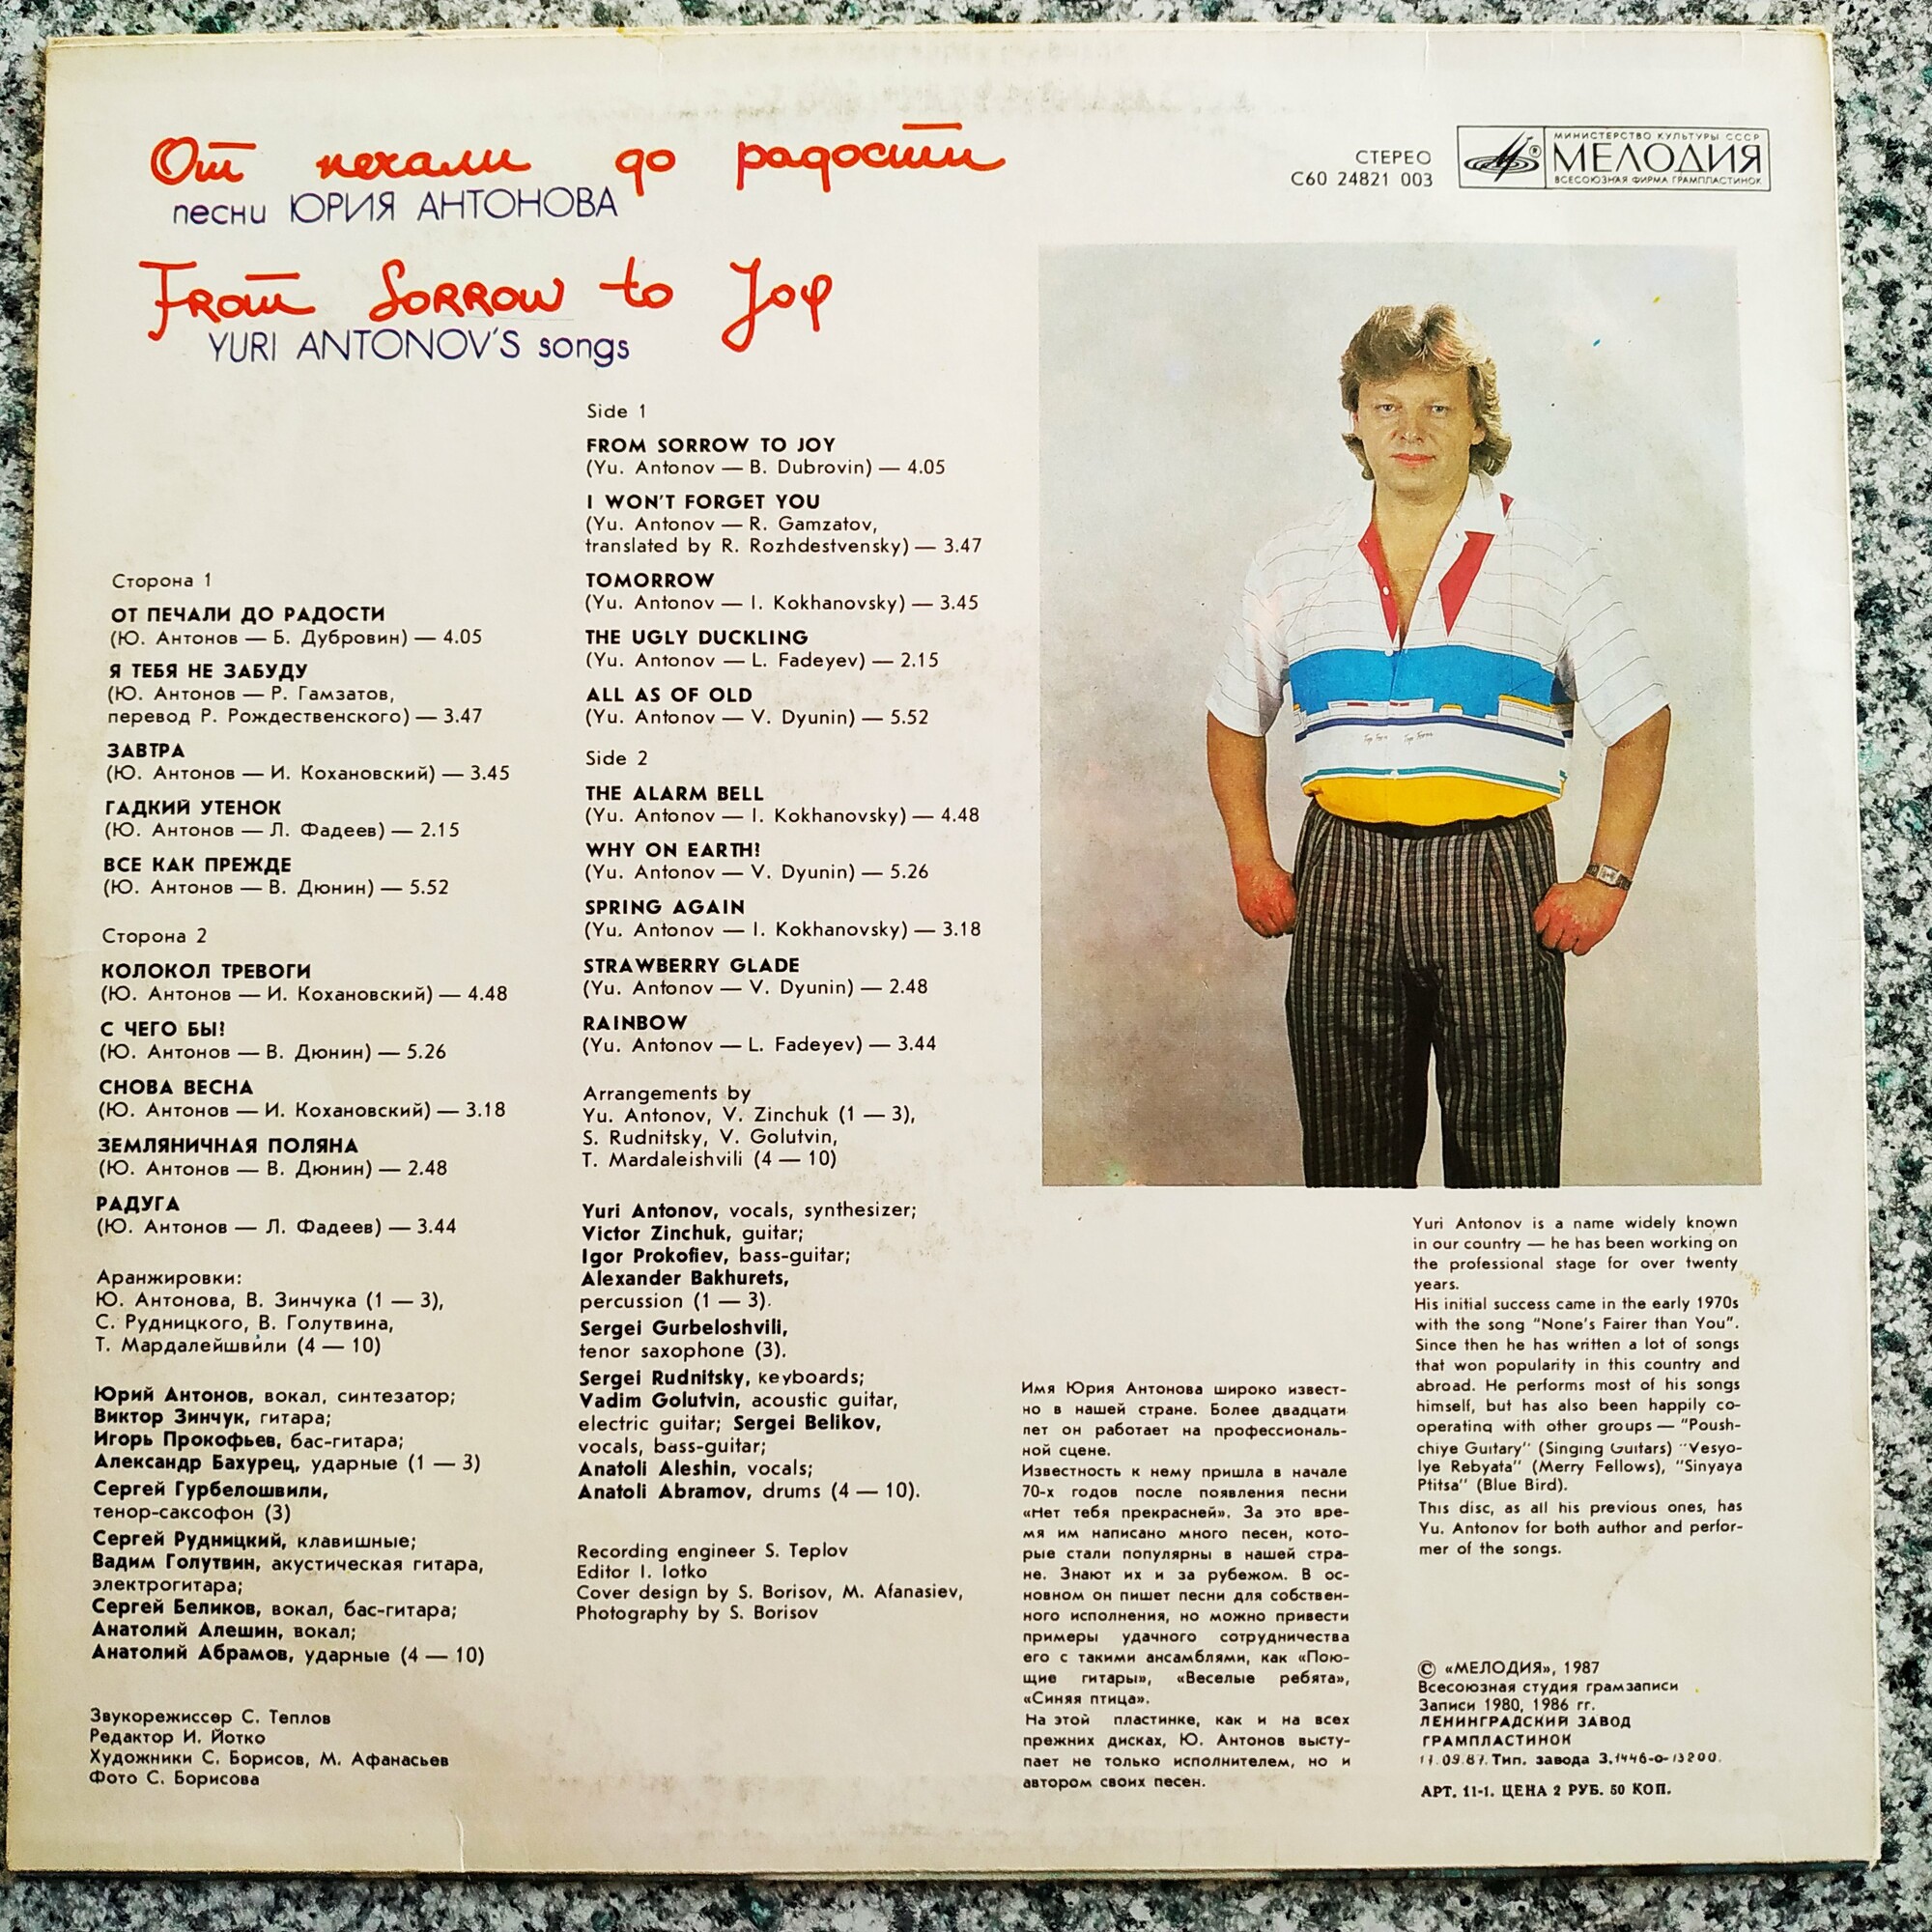 От печали до радости
песни ЮРИЯ АНТОНОВА
From Sorrow to Joy
YURI ANTONOV'S songs
СТЕРЕО
С60 24821 003
МИНИСТЕРСТВО КУЛЬТУРЫ СССР
МЕЛОДИЯ
ВСЕСОЮЗНАЯ ФИРМА ГРАМПЛАСТИНОК
Сторона 1
ОТ ПЕЧАЛИ ДО РАДОСТИ
(Ю. Антонов — Б. Дубровин) — 4.05
Я ТЕБЯ НЕ ЗАБУДУ
(Ю. Антонов — Р. Гамзатов,
перевод Р. Рождественского) — 3.47
ЗАВТРА
(Ю. Антонов — И. Кохановский) — 3.45
ГАДКИЙ УТЕНОК
(Ю. Антонов — Л. Фадеев) — 2.15
ВСЕ КАК ПРЕЖДЕ
(Ю. Антонов — В. Дюнин) — 5.52
Сторона 2
КОЛОКОЛ ТРЕВОГИ
(Ю. Антонов — И. Кохановский) — 4.48
С ЧЕГО БЫ?
(Ю. Антонов — В. Дюнин) — 5.26
СНОВА ВЕСНА
(Ю. Антонов — И. Кохановский) — 3.18
ЗЕМЛЯНИЧНАЯ ПОЛЯНА
(Ю. Антонов — В. Дюнин) — 2.48
РАДУГА
(Ю. Антонов — Л. Фадеев) — 3.44
Аранжировки:
Ю. Антонова, В. Зинчука (1 — 3),
С. Рудницкого, В. Голутвина,
Т. Мардалейшвили (4 — 10)
Юрий Антонов, вокал, синтезатор;
Виктор Зинчук, гитара;
Игорь Прокофьев, бас-гитара;
Александр Бахурец, ударные (1 — 3)
Сергей Гурбелошвили,
тенор-саксофон (3)
Сергей Рудницкий, клавишные;
Вадим Голутвин, акустическая гитара,
электрогитара;
Сергей Беликов, вокал, бас-гитара;
Анатолий Алешин, вокал;
Анатолий Абрамов, ударные (4 — 10)
Звукорежиссер С. Теплов
Редактор И. Йотко
Художники С. Борисов, М. Афанасьев
Фото С. Борисова
Side 1
FROM SORROW TO JOY
(Yu. Antonov — B. Dubrovin) — 4.05
I WON'T FORGET YOU
(Yu. Antonov — R. Gamzatov,
translated by R. Rozhdestvensky) — 3.47
TOMORROW
(Yu. Antonov — I. Kokhanovsky) — 3.45
THE UGLY DUCKLING
(Yu. Antonov — L. Fadeyev) — 2.15
ALL AS OF OLD
(Yu. Antonov — V. Dyunin) — 5.52
Side 2
THE ALARM BELL
(Yu. Antonov — I. Kokhanovsky) — 4.48
WHY ON EARTH?
(Yu. Antonov — V. Dyunin) — 5.26
SPRING AGAIN
(Yu. Antonov — I. Kokhanovsky) — 3.18
STRAWBERRY GLADE
(Yu. Antonov — V. Dyunin) — 2.48
RAINBOW
(Yu. Antonov — L. Fadeyev) — 3.44
Arrangements by
Yu. Antonov, V. Zinchuk (1 — 3),
S. Rudnitsky, V. Golutvin,
T. Mardaleishvili (4 — 10)
Yuri Antonov, vocals, synthesizer;
Victor Zinchuk, guitar;
Igor Prokofiev, bass-guitar;
Alexander Bakhurets,
percussion (1 — 3).
Sergei Gurbeloshvili,
tenor saxophone (3).
Sergei Rudnitsky, keyboards;
Vadim Golutvin, acoustic guitar,
electric guitar; Sergei Belikov,
vocals, bass-guitar;
Anatoli Aleshin, vocals;
Anatoli Abramov, drums (4 — 10).
Recording engineer S. Teplov
Editor I. Iotko
Cover design by S. Borisov, M. Afanasiev,
Photography by S. Borisov
Имя Юрия Антонова широко извест-
но в нашей стране. Более двадцати
лет он работает на профессиональ-
ной сцене.
Известность к нему пришла в начале
70-х годов после появления песни
«Нет тебя прекрасней». За это вре-
мя им написано много песен, кото-
рые стали популярны в нашей стра-
не. Знают их и за рубежом. В ос-
новном он пишет песни для собствен-
ного исполнения, но можно привести
примеры удачного сотрудничества
его с такими ансамблями, как «Пою-
щие гитары», «Веселые ребята»,
«Синяя птица».
На этой пластинке, как и на всех
прежних дисках, Ю. Антонов высту-
пает не только исполнителем, но и
автором своих песен.
Yuri Antonov is a name widely known
in our country — he has been working on
the professional stage for over twenty
years.
His initial success came in the early 1970s
with the song "None's Fairer than You".
Since then he has written a lot of songs
that won popularity in this country and
abroad. He performs most of his songs
himself, but has also been happily co-
operating with other groups — "Poush-
chiye Guitary" (Singing Guitars) "Vesyo-
lye Rebyata" (Merry Fellows), "Sinyaya
Ptitsa" (Blue Bird).
This disc, as all his previous ones, has
Yu. Antonov for both author and perfor-
mer of the songs.
© «МЕЛОДИЯ», 1987
Всесоюзная студия грамзаписи
Записи 1980, 1986 гг.
ЛЕНИНГРАДСКИЙ ЗАВОД
ГРАМПЛАСТИНОК
11.09.87. Тип. завода З.1446-о-13200.
АРТ. 11-1. ЦЕНА 2 РУБ. 50 КОП.